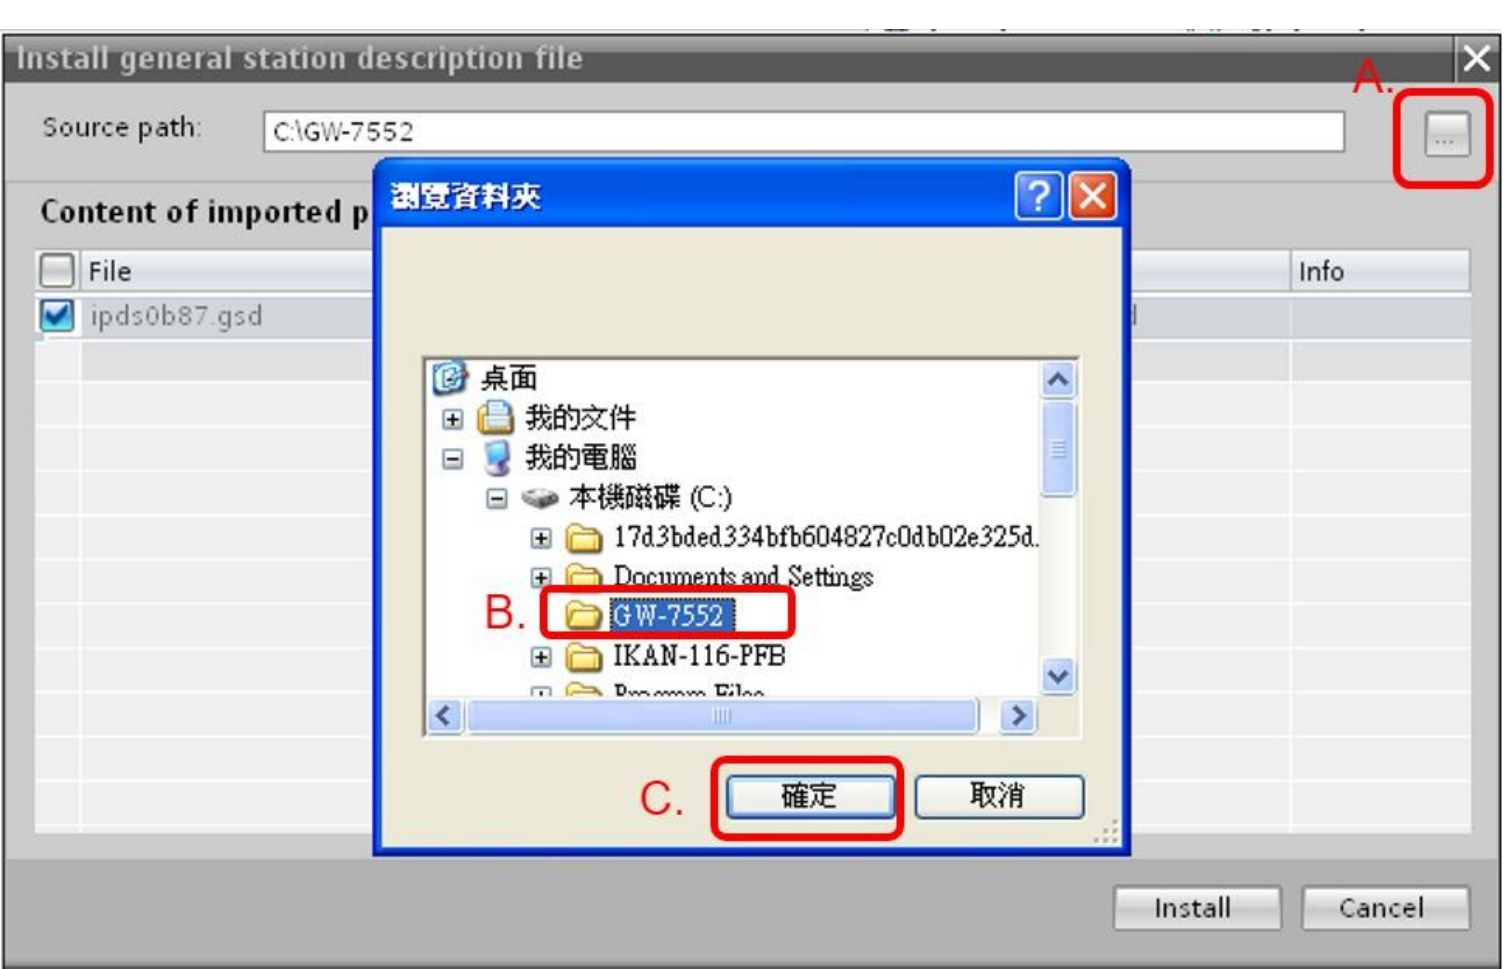 Install general station description file
A.
Source path:
C:\GW-7552
...
瀏覽資料夾
Content of imported p
File
Info
ipds0b87.gsd
桌面
我的文件
我的電腦
本機磁碟 (C:)
17d3bded334bfb604827c0db02e325d.
Documents and Settings
B.
GW-7552
IKAN-116-PFB
Program Files
C.
確定
取消
Install
Cancel